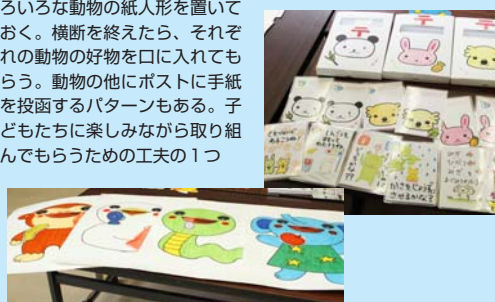 ろいろな動物の紙人形を置いて
おく。横断を終えたら、それぞ
れの動物の好物を口に入れても
らう。動物の他にポストに手紙
を投函するパターンもある。子
どもたちに楽しみながら取り組
んでもらうための工夫の1つ
〒
〒